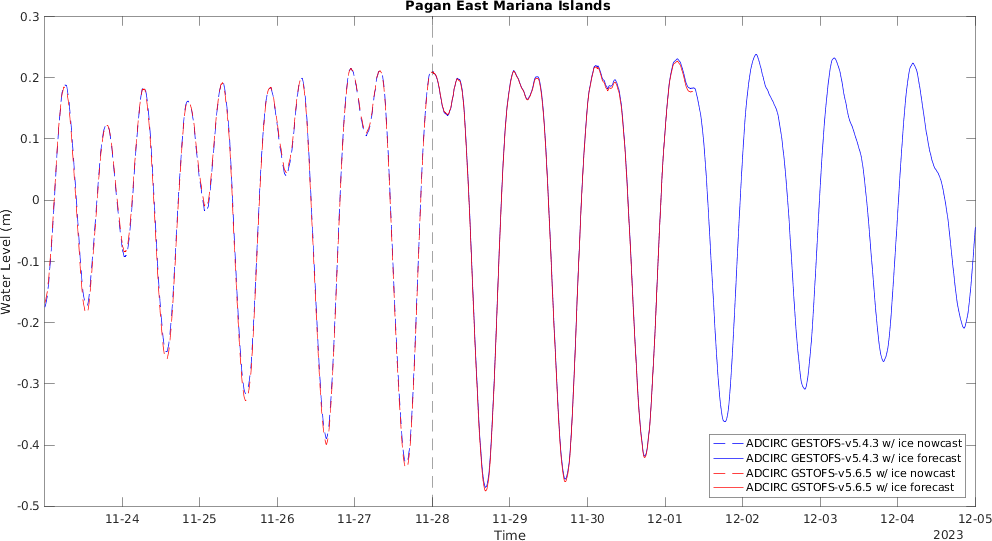 Pagan East Mariana Islands
0.3
0.2
0.1
0
-0.1
-0.2
-0.3
-0.4
-0.5
Water Level (m)
ADCIRC GESTOFS-v5.4.3 w/ ice nowcast
ADCIRC GESTOFS-v5.4.3 w/ ice forecast
ADCIRC GSTOFS-v5.6.5 w/ ice nowcast
ADCIRC GSTOFS-v5.6.5 w/ ice forecast
11-24 11-25 11-26 11-27 11-28 11-29 11-30 12-01 12-02 12-03 12-04 12-05
Time
2023